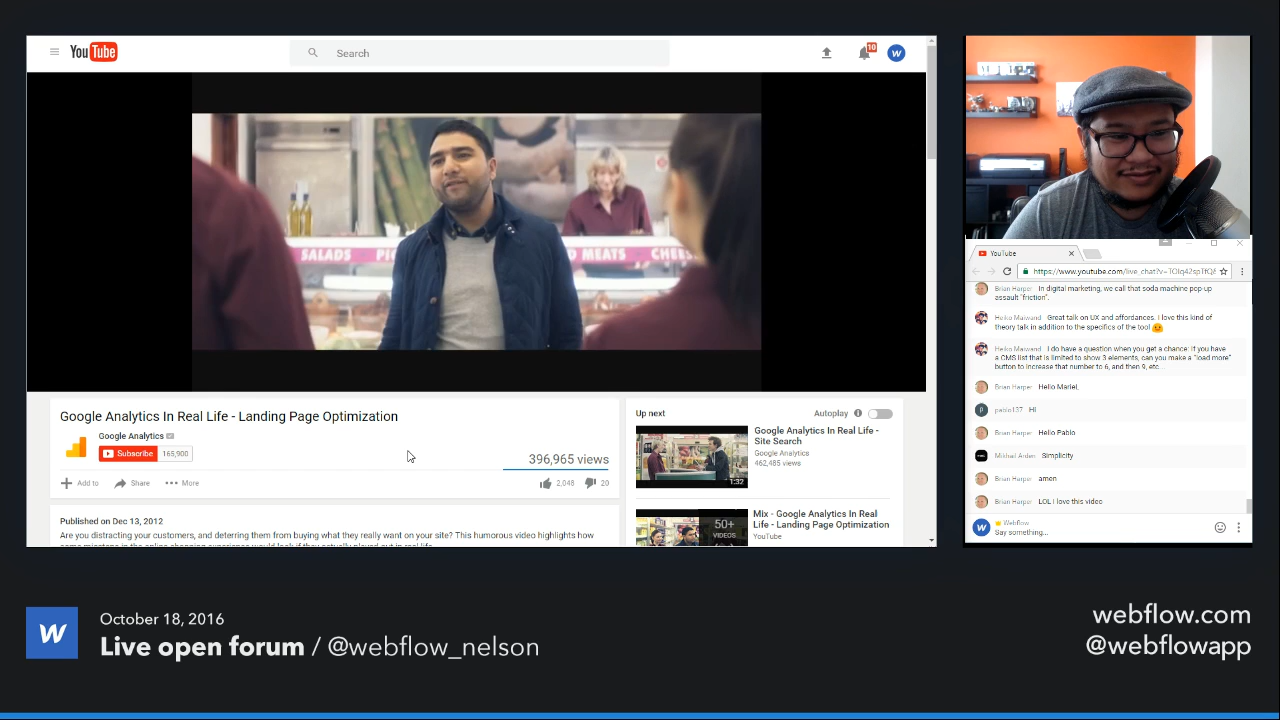 YouTube
Search
10
w
SALADS
MEATS
CHEES
Google Analytics In Real Life - Landing Page Optimization
Google Analytics
Subscribe 165,900
396,965 views
Add to Share More
2,048 20
Published on Dec 13, 2012
Are you distracting your customers, and deterring them from buying what they really want on your site? This humorous video highlights how
Up next
Autoplay
Google Analytics In Real Life -
Site Search
Google Analytics
462,485 views
1:32
Mix - Google Analytics In Real
Life - Landing Page Optimization
YouTube
50+
VIDEOS
YouTube
Brian Harper In digital marketing, we call that soda machine pop up
assault "friction".
Heiko Maiwand Great talk on UX and affordances. I love this kind of
theory talk in addition to the specifics of the tool
Heiko Maiwand I do have a question when you get a chance: If you have
a CMS list that is limited to show 3 elements, can you make a "load more"
button to increase that number to 6, and then 9, etc...
Brian Harper Hello Mariel,
pablo137 Hi
Brian Harper Hello Pablo
Simplicity
Brian Harper amen
Brian Harper LOL I love this video
Webflow
Say something...
w
October 18, 2016
Live open forum / @webflow_nelson
webflow.com
@webflowapp